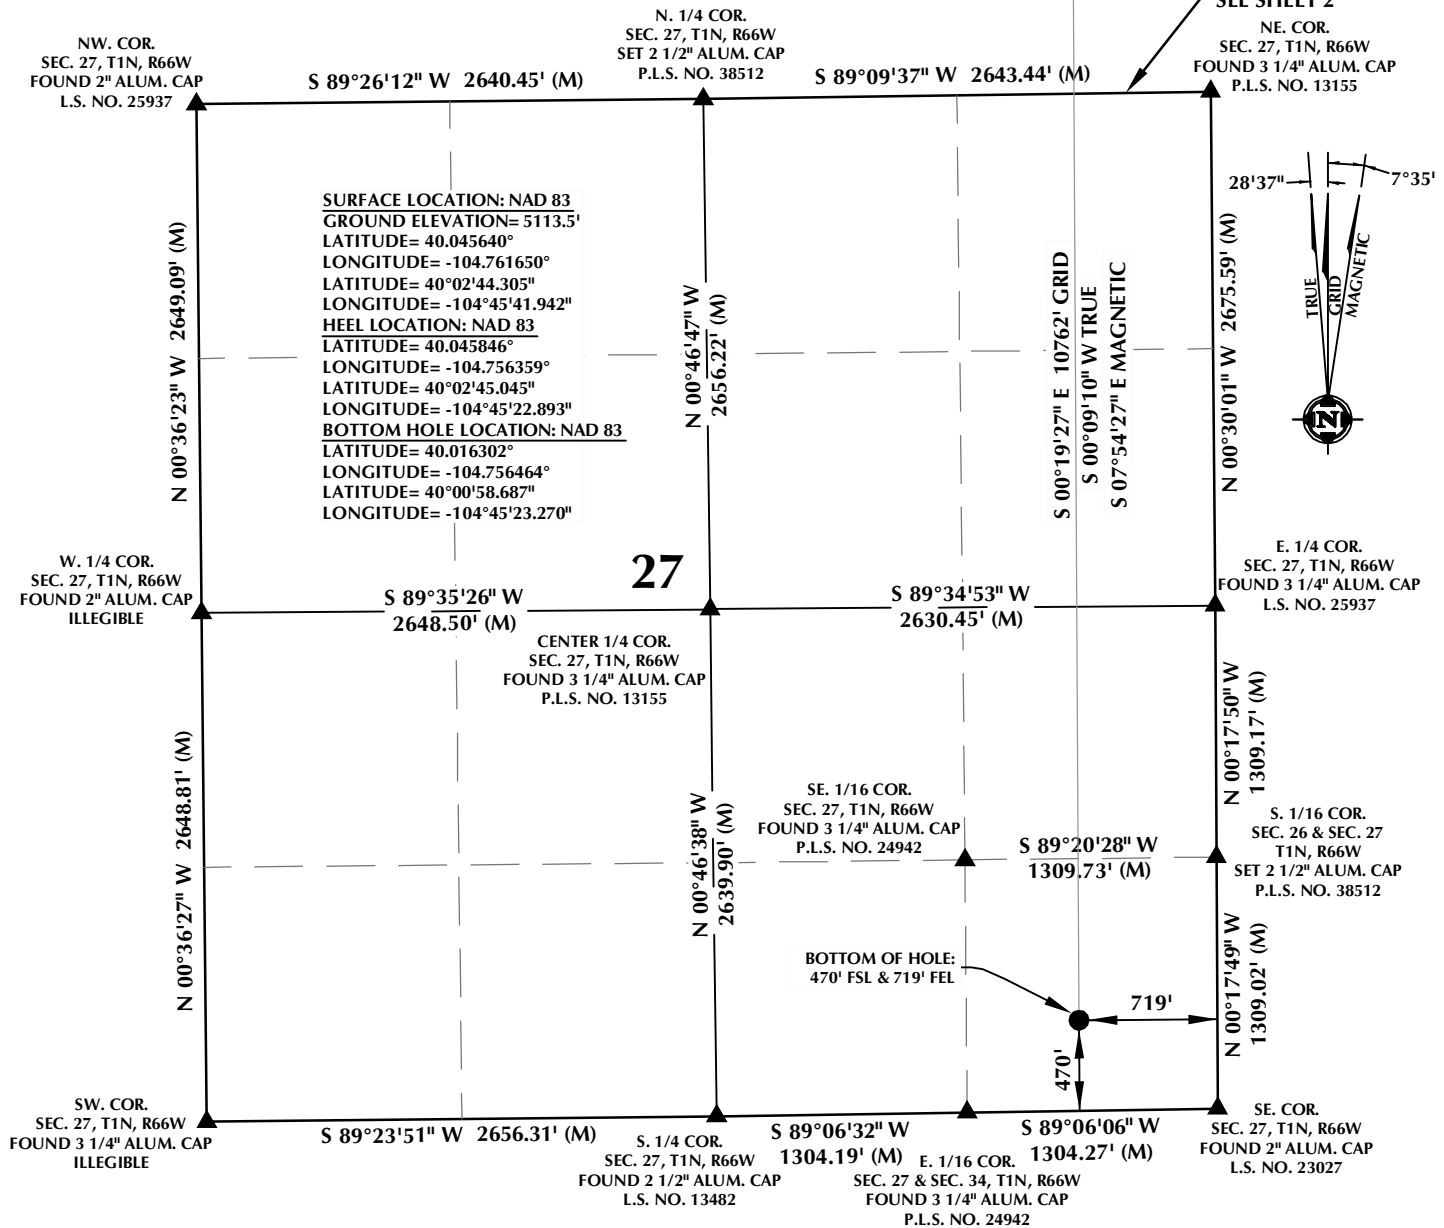 SEE SHEET 2
N. 1/4 COR.
SEC. 27, T1N, R66W
SET 2 1/2" ALUM. CAP
P.L.S. NO. 38512
NW. COR.
SEC. 27, T1N, R66W
FOUND 2" ALUM. CAP
L.S. NO. 25937
NE. COR.
SEC. 27, T1N, R66W
FOUND 3 1/4" ALUM. CAP
P.L.S. NO. 13155
S 89°26'12" W 2640.45' (M)
S 89°09'37" W 2643.44' (M)
28'37"
7°35'
TRUE
GRID
MAGNETIC
N
SURFACE LOCATION: NAD 83
GROUND ELEVATION= 5113.5'
LATITUDE= 40.045640°
LONGITUDE= -104.761650°
LATITUDE= 40°02'44.305"
LONGITUDE= -104°45'41.942"
HEEL LOCATION: NAD 83
LATITUDE= 40.045846°
LONGITUDE= -104.756359°
LATITUDE= 40°02'45.045"
LONGITUDE= -104°45'22.893"
BOTTOM HOLE LOCATION: NAD 83
LATITUDE= 40.016302°
LONGITUDE= -104.756464°
LATITUDE= 40°00'58.687"
LONGITUDE= -104°45'23.270"
N 00°36'23" W 2649.09' (M)
N 00°46'47" W
2656.22' (M)
S 00°19'27" E 10762' GRID
S 00°09'10" W TRUE
S 07°54'27" E MAGNETIC
N 00°30'01" W 2675.59' (M)
W. 1/4 COR.
SEC. 27, T1N, R66W
FOUND 2" ALUM. CAP
ILLEGIBLE
27
S 89°35'26" W
2648.50' (M)
S 89°34'53" W
2630.45' (M)
E. 1/4 COR.
SEC. 27, T1N, R66W
FOUND 3 1/4" ALUM. CAP
L.S. NO. 25937
CENTER 1/4 COR.
SEC. 27, T1N, R66W
FOUND 3 1/4" ALUM. CAP
P.L.S. NO. 13155
N 00°36'27" W 2648.81' (M)
N 00°46'38" W
2639.90' (M)
N 00°17'50" W
1309.17' (M)
SE. 1/16 COR.
SEC. 27, T1N, R66W
FOUND 3 1/4" ALUM. CAP
P.L.S. NO. 24942
S 89°20'28" W
1309.73' (M)
S. 1/16 COR.
SEC. 26 & SEC. 27
T1N, R66W
SET 2 1/2" ALUM. CAP
P.L.S. NO. 38512
BOTTOM OF HOLE:
470' FSL & 719' FEL
719'
470'
N 00°17'49" W
1309.02' (M)
SW. COR.
SEC. 27, T1N, R66W
FOUND 3 1/4" ALUM. CAP
ILLEGIBLE
S 89°23'51" W 2656.31' (M)
S. 1/4 COR.
SEC. 27, T1N, R66W
FOUND 2 1/2" ALUM. CAP
L.S. NO. 13482
S 89°06'32" W
1304.19' (M)
E. 1/16 COR.
SEC. 27 & SEC. 34, T1N, R66W
FOUND 3 1/4" ALUM. CAP
P.L.S. NO. 24942
S 89°06'06" W
1304.27' (M)
SE. COR.
SEC. 27, T1N, R66W
FOUND 2" ALUM. CAP
L.S. NO. 23027